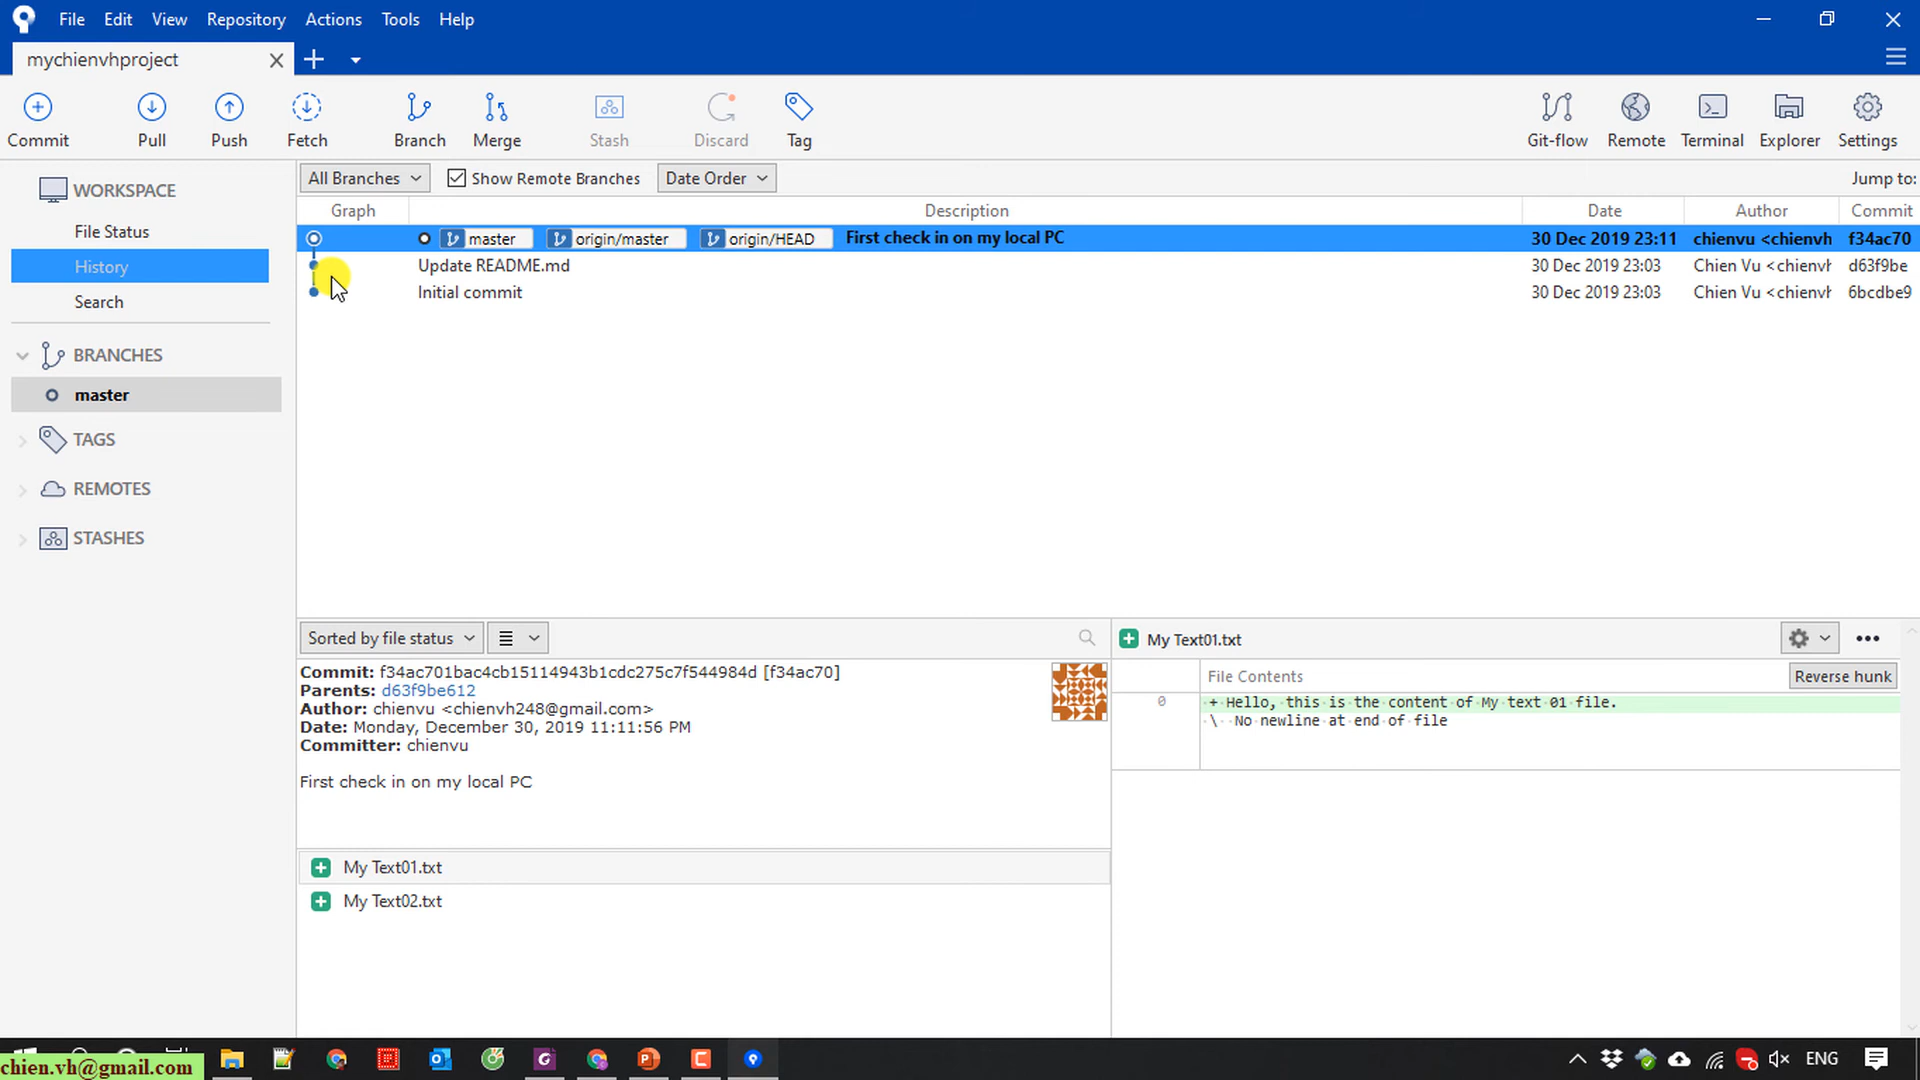 File Edit View Repository Actions Tools Help
mychienvhproject
Commit Pull Push Fetch Branch Merge Stash Discard Tag Git-flow Remote Terminal Explorer Settings
All Branches Show Remote Branches Date Order Jump to:
Graph Description Date Author Commit
master origin/master origin/HEAD First check in on my local PC 30 Dec 2019 23:11 chienvu <chienvh f34ac70
Update README.md 30 Dec 2019 23:03 Chien Vu <chienvh d63f9be
Initial commit 30 Dec 2019 23:03 Chien Vu <chienvh 6bcdbe9
WORKSPACE
File Status
History
Search
BRANCHES
master
TAGS
REMOTES
STASHES
Sorted by file status
Commit: f34ac701bac4cb15114943b1cdc275c7f544984d [f34ac70]
Parents: d63f9be612
Author: chienvu <chienvh248@gmail.com>
Date: Monday, December 30, 2019 11:11:56 PM
Committer: chienvu
First check in on my local PC
My Text01.txt
My Text02.txt
My Text01.txt
File Contents Reverse hunk
0 + Hello, this is the content of My text 01 file.
\ No newline at end of file
chien.vh@gmail.com
ENG